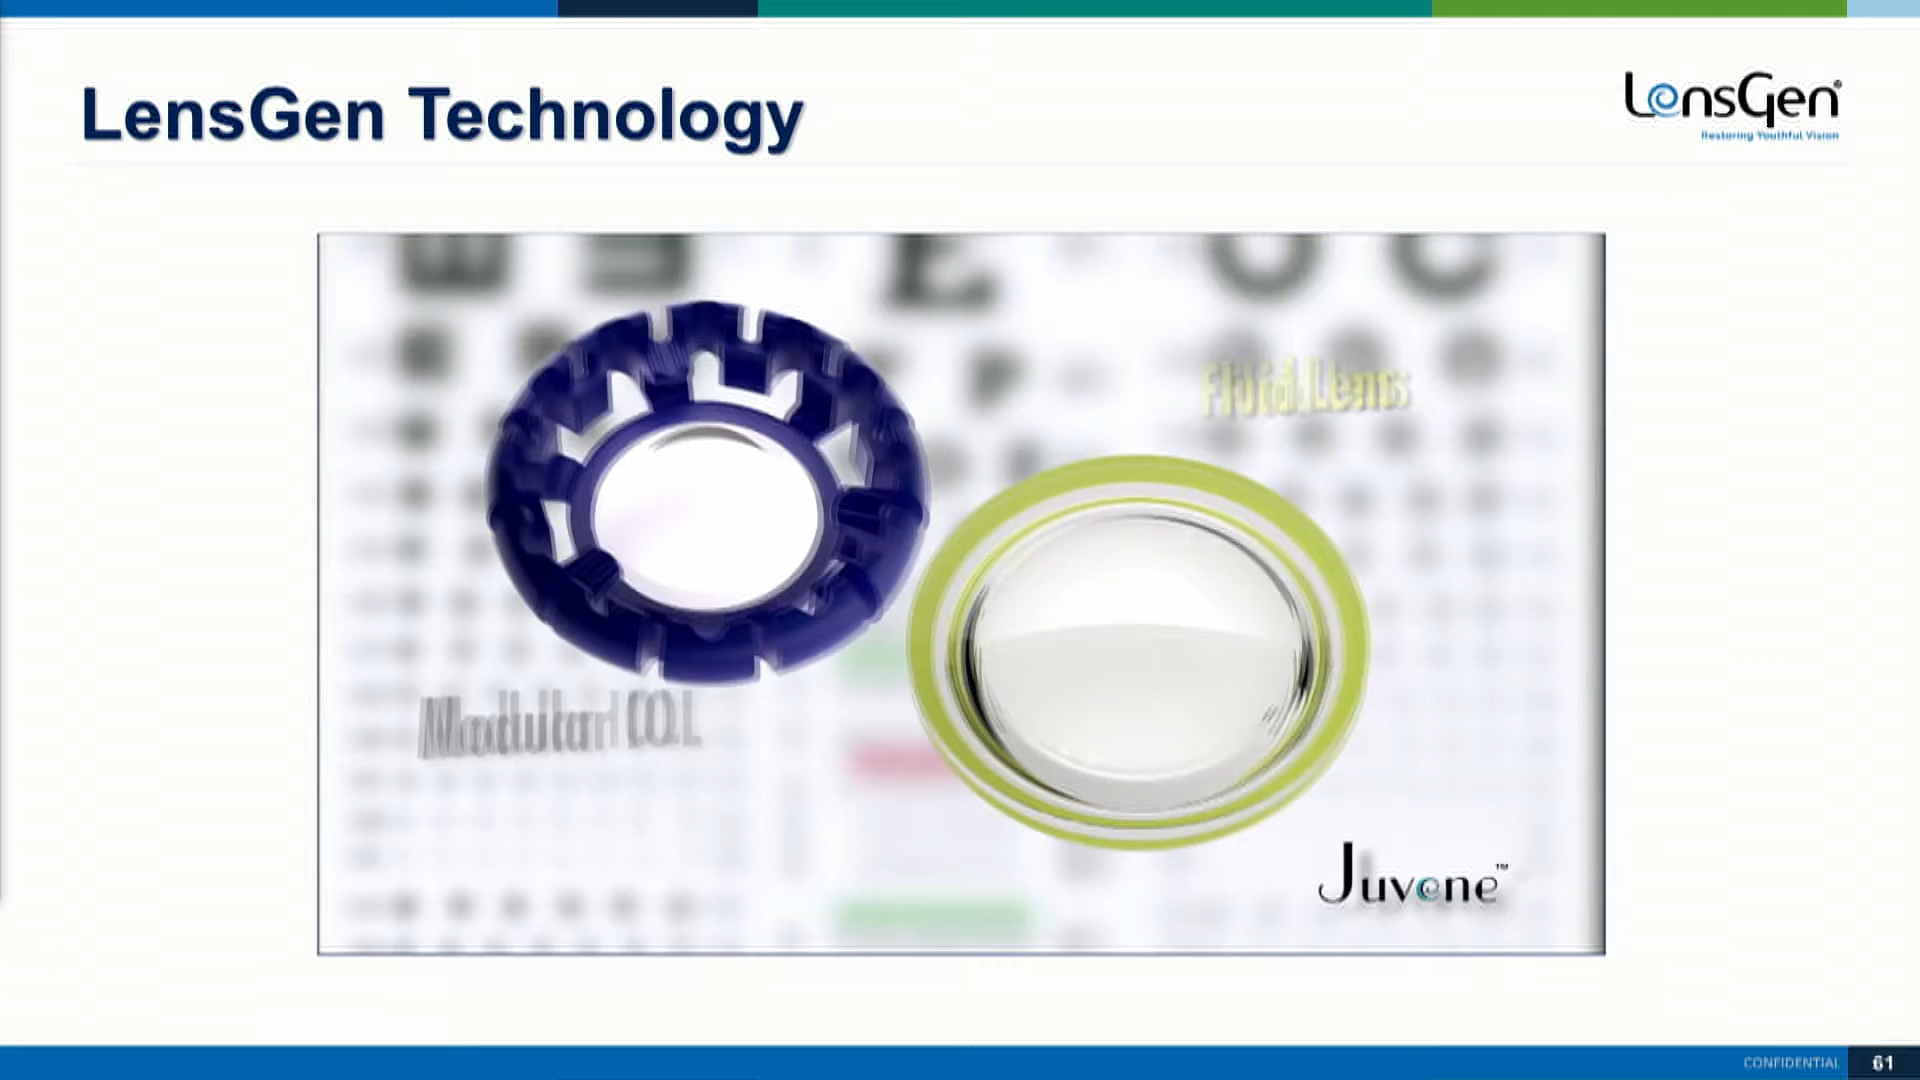 LensGen Technology
LensGen®
Restoring Youthful Vision
E
Fluid Lens
Modular IOL
Juvene™
CONFIDENTIAL
61